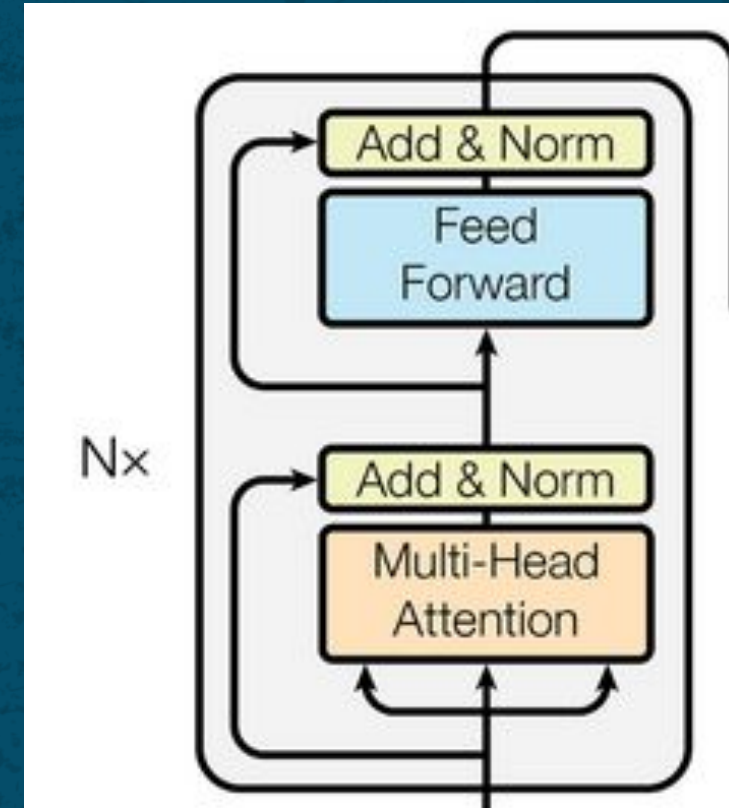 Add & Norm
Feed
Forward
Nx
Add & Norm
Multi-Head
Attention